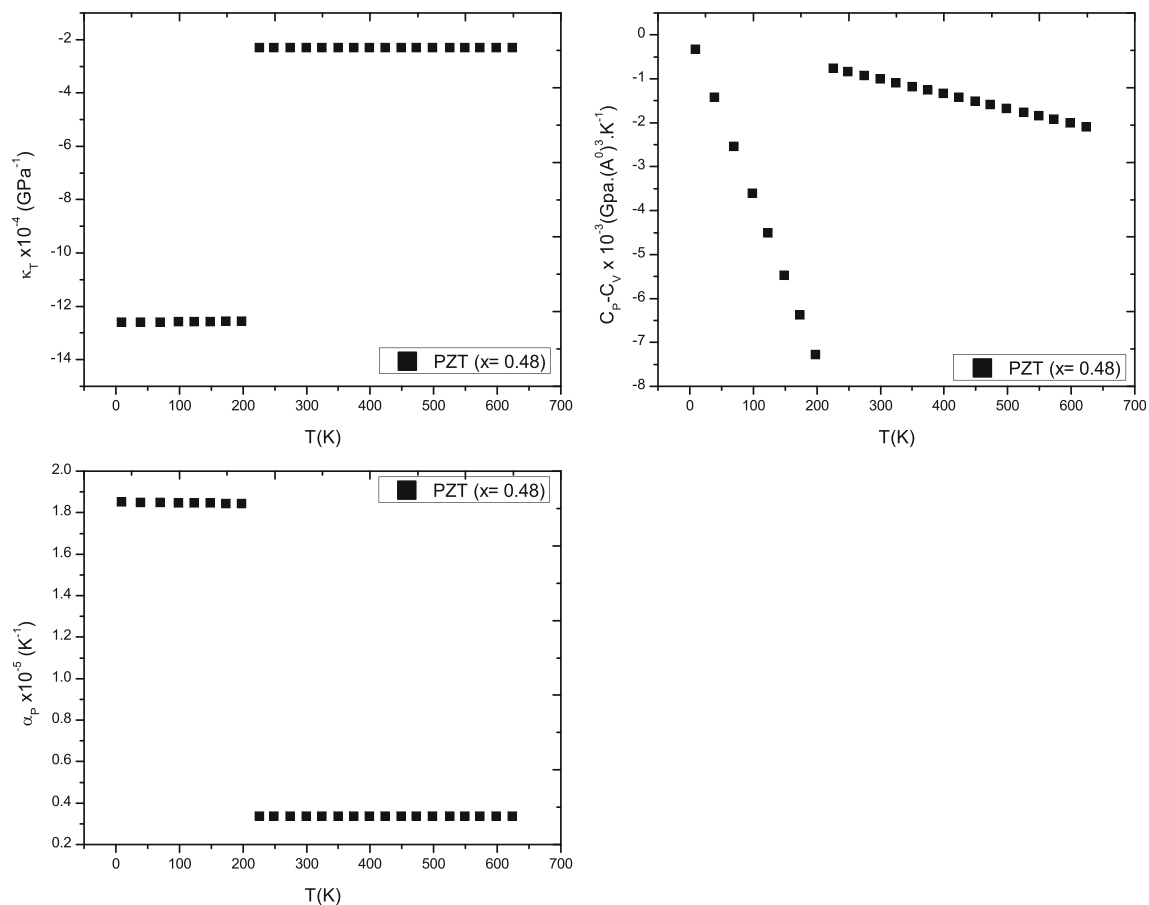 -2
-4
-6
-8
-10
-12
-14
κT x10-4 (GPa-1)
PZT (x= 0.48)
0 100 200 300 400 500 600 700
T(K)
0
-1
-2
-3
-4
-5
-6
-7
-8
CP-CV x 10-3(Gpa.(A0)3.K-1)
PZT (x= 0.48)
0 100 200 300 400 500 600 700
T(K)
2.0
1.8
1.6
1.4
1.2
1.0
0.8
0.6
0.4
0.2
αP x10-5 (K-1)
PZT (x= 0.48)
0 100 200 300 400 500 600 700
T(K)